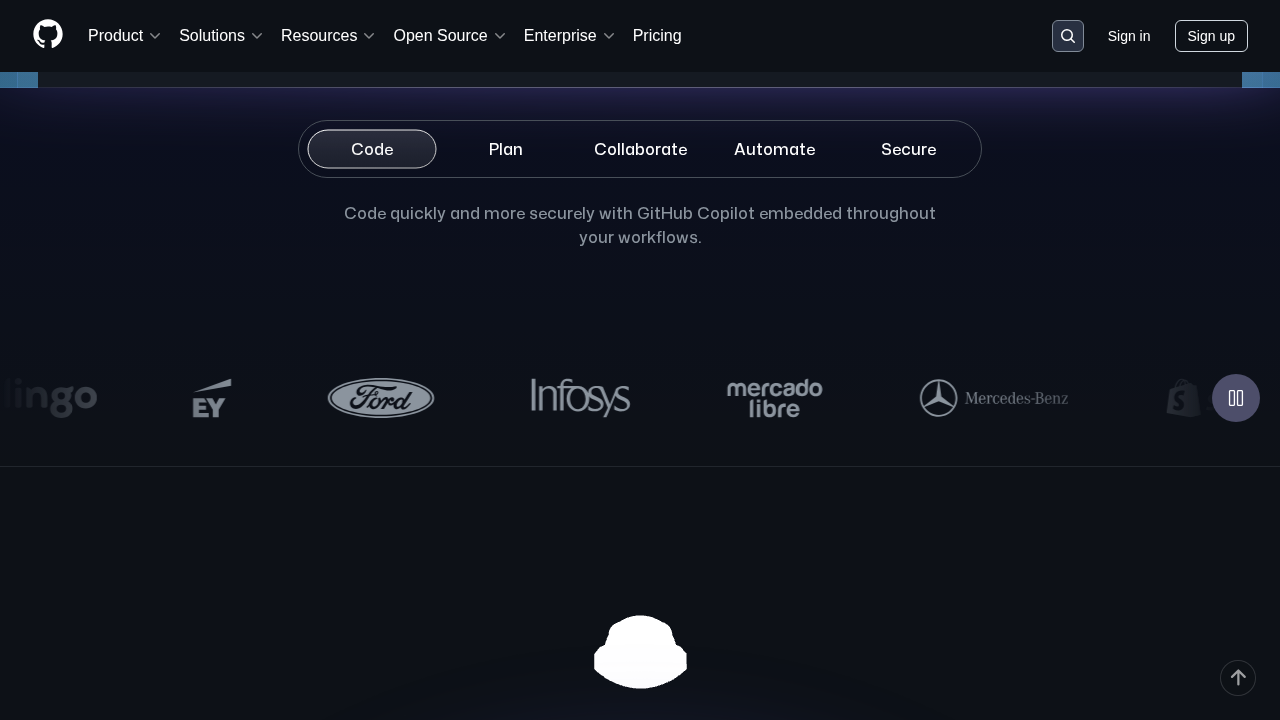 Product Solutions Resources Open Source Enterprise Pricing Sign in Sign up
Code Plan Collaborate Automate Secure
Code quickly and more securely with GitHub Copilot embedded throughout
your workflows.
lingo EY Ford Infosys mercado libre Mercedes-Benz